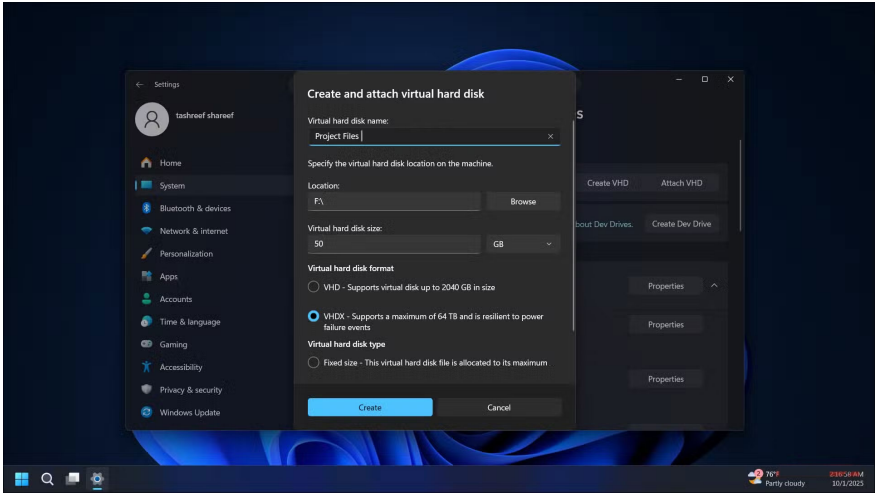 Settings
Create and attach virtual hard disk
tashreef shareef
Virtual hard disk name:
Project Files
Specify the virtual hard disk location on the machine.
Location:
F:\
Browse
Virtual hard disk size:
50
GB
Virtual hard disk format
VHD - Supports virtual disk up to 2040 GB in size
VHDX - Supports a maximum of 64 TB and is resilient to power
failure events
Virtual hard disk type
Fixed size - This virtual hard disk file is allocated to its maximum
Create
Cancel
Home
System
Bluetooth & devices
Network & internet
Personalization
Apps
Accounts
Time & language
Gaming
Accessibility
Privacy & security
Windows Update
s
Create VHD
Attach VHD
bout Dev Drives.
Create Dev Drive
Properties
Properties
Properties
2
76°F
Partly cloudy
2:16:58 AM
10/1/2025